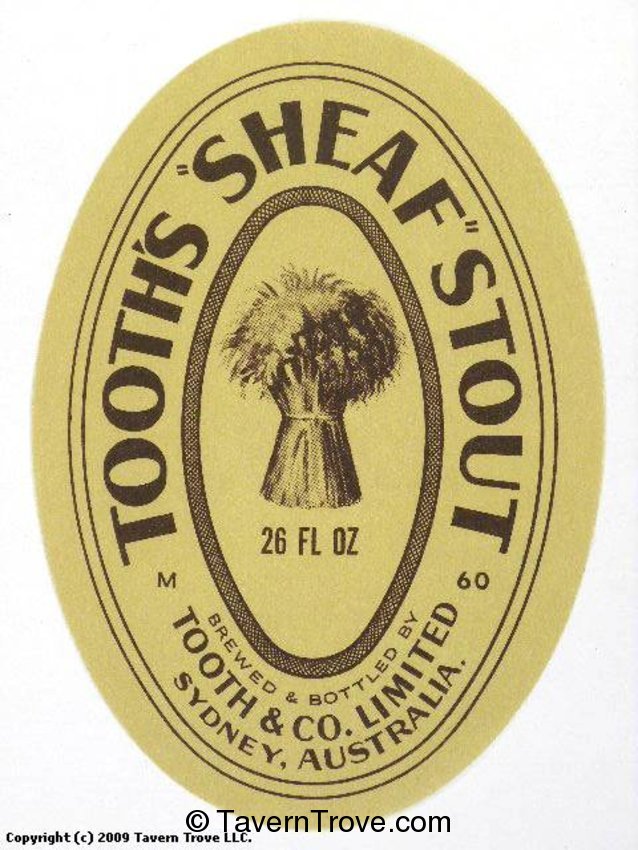 TOOTH'S "SHEAF" STOUT
26 FL OZ
M 60
BREWED & BOTTLED BY
TOOTH & CO. LIMITED
SYDNEY, AUSTRALIA.
© TavernTrove.com
Copyright (c) 2009 Tavern Trove LLC.